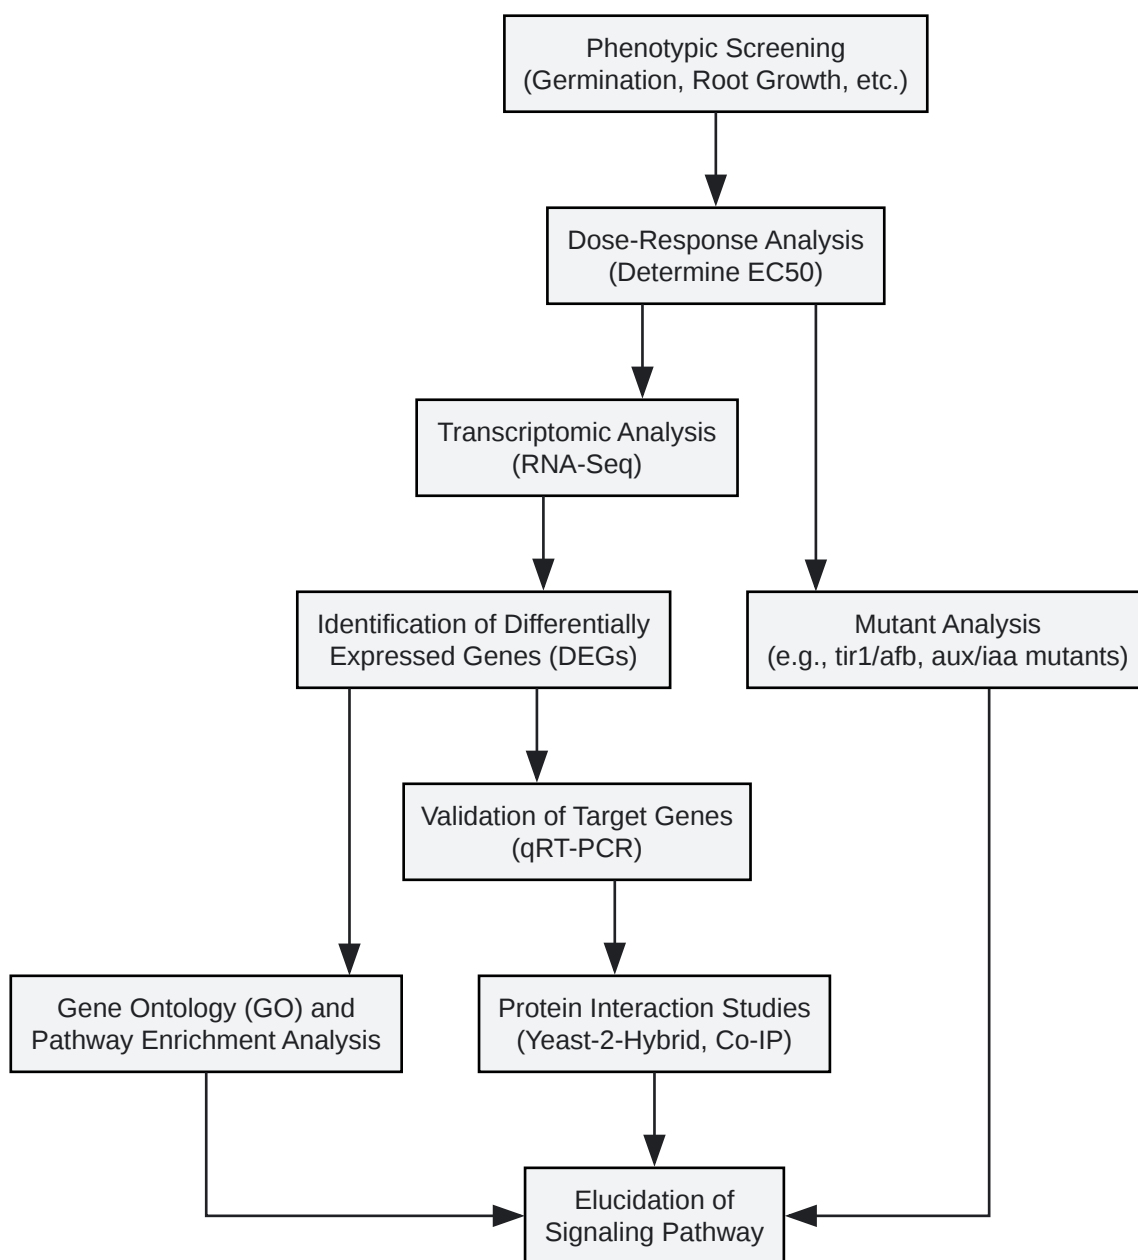 Phenotypic Screening
(Germination, Root Growth, etc.)
Dose-Response Analysis
(Determine EC50)
Transcriptomic Analysis
(RNA-Seq)
Identification of Differentially
Expressed Genes (DEGs)
Mutant Analysis
(e.g., tir1/afb, aux/iaa mutants)
Validation of Target Genes
(qRT-PCR)
Gene Ontology (GO) and
Pathway Enrichment Analysis
Protein Interaction Studies
(Yeast-2-Hybrid, Co-IP)
Elucidation of
Signaling Pathway